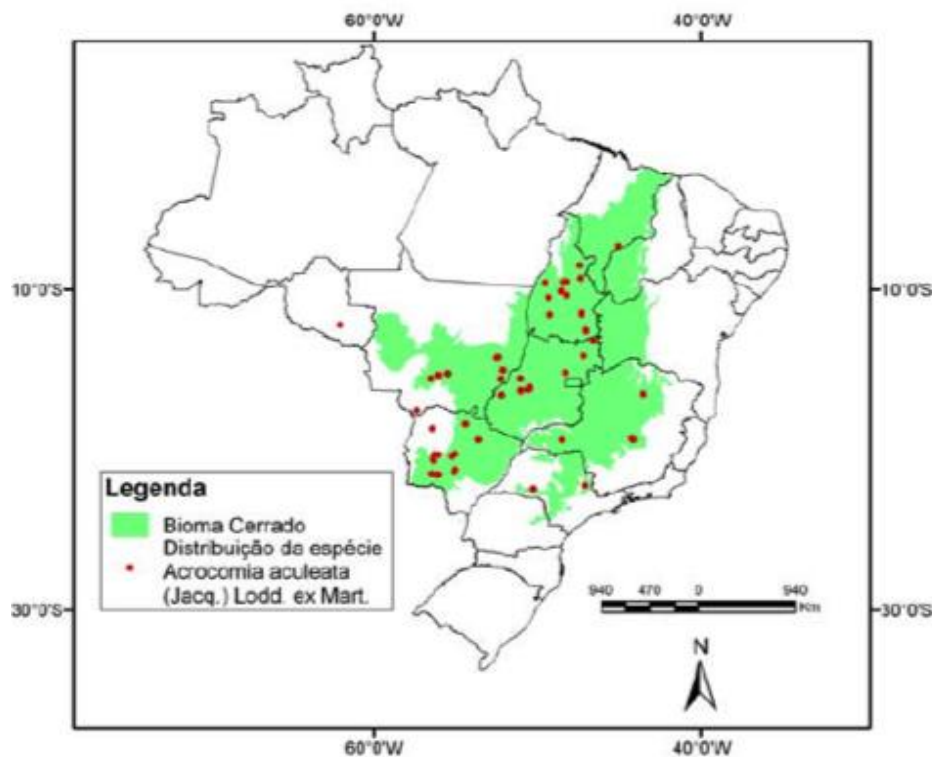 60°0'W 40°0'W
10°0'S 10°0'S
Legenda
Bioma Cerrado
Distribuição da espécie
Acrocomia aculeata
(Jacq.) Lodd. ex Mart.
940 470 0 940
Km
30°0'S 30°0'S
N
60°0'W 40°0'W